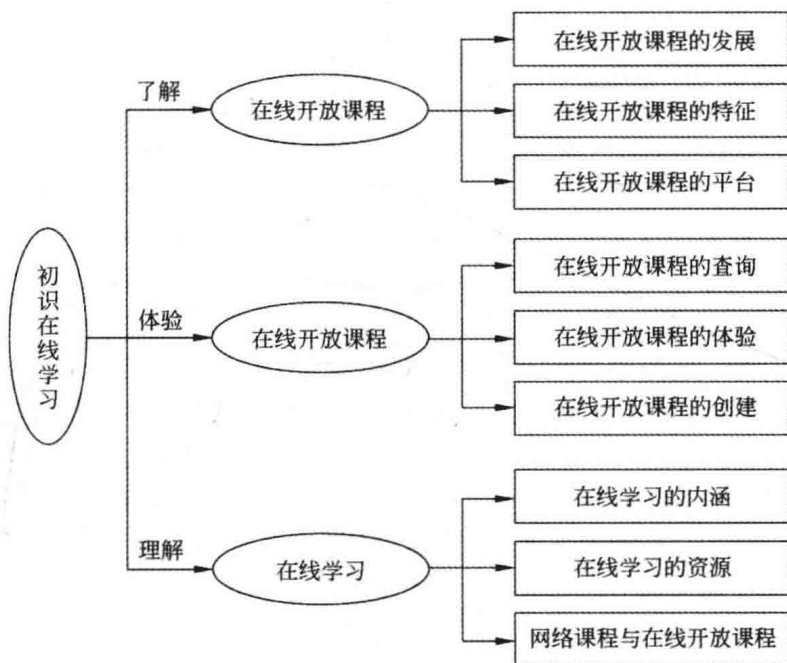 初识在线学习
了解
在线开放课程
在线开放课程的发展
在线开放课程的特征
在线开放课程的平台
体验
在线开放课程
在线开放课程的查询
在线开放课程的体验
在线开放课程的创建
理解
在线学习
在线学习的内涵
在线学习的资源
网络课程与在线开放课程